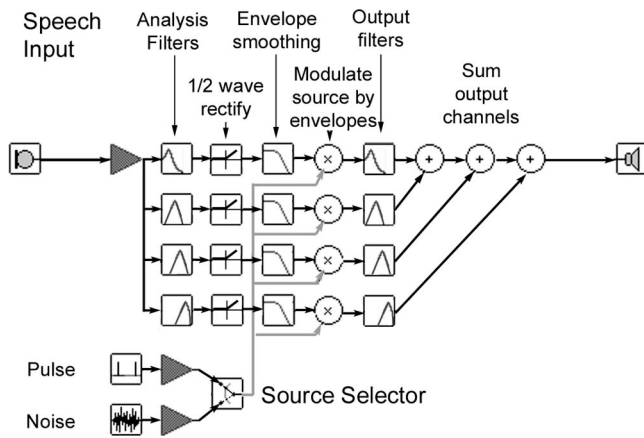 Speech
Input
Analysis
Filters
Envelope
smoothing
Output
filters
1/2 wave
rectify
Modulate
source by
envelopes
Sum
output
channels
×
+
+
+
×
×
×
Pulse
Noise
Source Selector